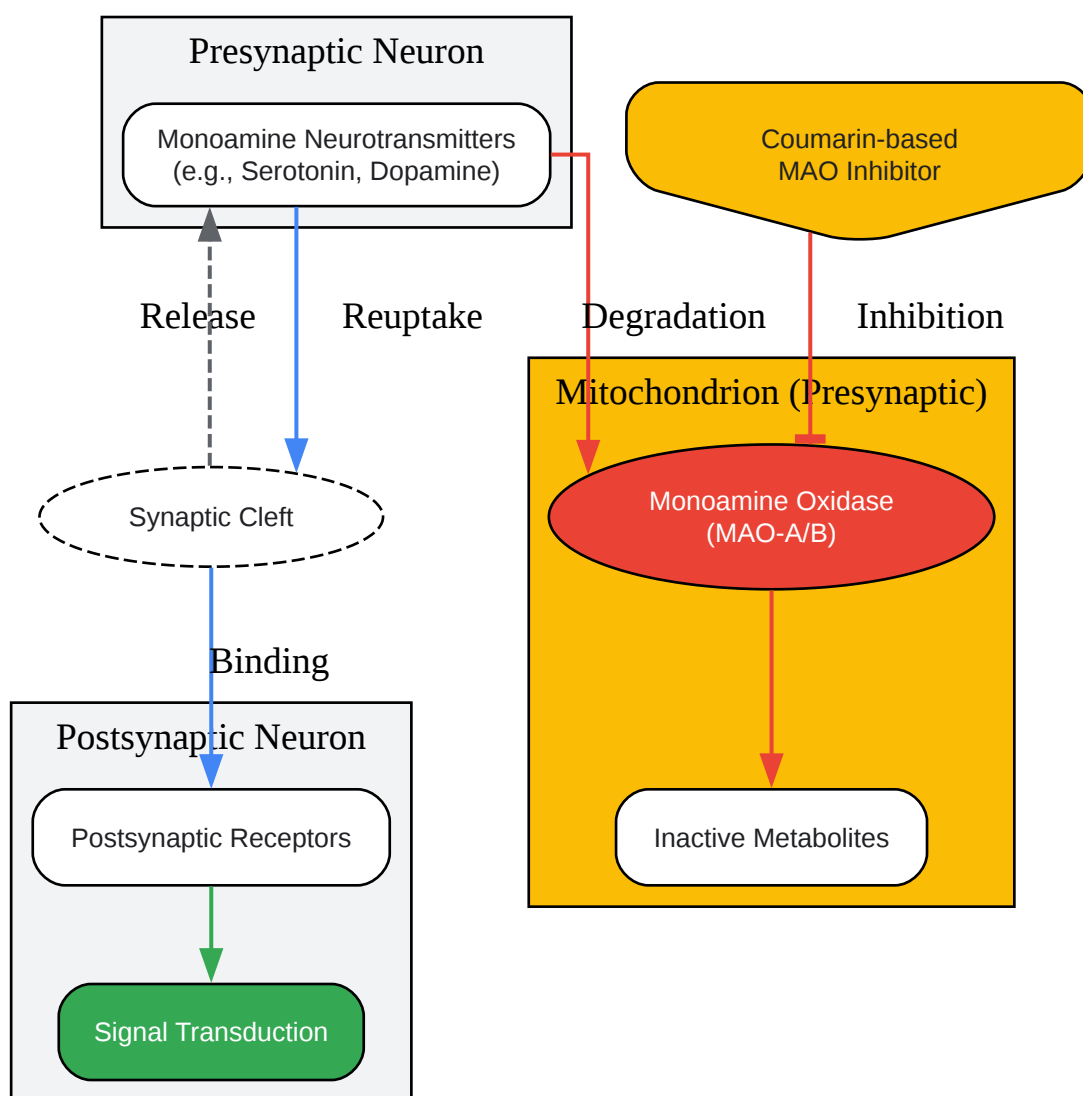 Presynaptic Neuron
Monoamine Neurotransmitters
(e.g., Serotonin, Dopamine)
Coumarin-based
MAO Inhibitor
Release
Reuptake
Degradation
Inhibition
Mitochondrion (Presynaptic)
Synaptic Cleft
Monoamine Oxidase
(MAO-A/B)
Binding
Postsynaptic Neuron
Postsynaptic Receptors
Inactive Metabolites
Signal Transduction